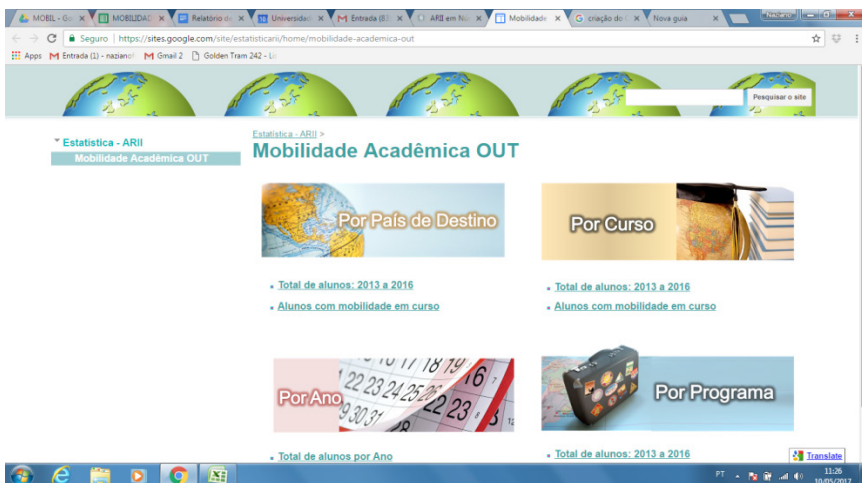 MOBIL - Go
MOBILIDAD
Relatório de
Universidad
Entrada (83
ARII em Nú
Mobilidade
criação do l
Nova guia
Seguro | https://sites.google.com/site/estatisticarii/home/mobilidade-academica-out
Apps
Entrada (1) - naziano
Gmail 2
Golden Tram 242 - Lis
Pesquisar o site
Estatística - ARII
Mobilidade Acadêmica OUT
Estatística - ARII >
Mobilidade Acadêmica OUT
Por País de Destino
Por Curso
Total de alunos: 2013 a 2016
Total de alunos: 2013 a 2016
Alunos com mobilidade em curso
Alunos com mobilidade em curso
Por Ano
Por Programa
Total de alunos por Ano
Total de alunos: 2013 a 2016
Translate
PT
11:26
10/05/2017